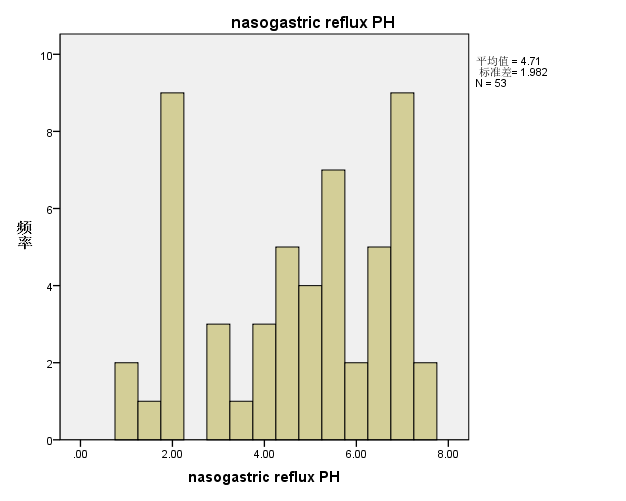 nasogastric reflux PH
平均值 = 4.71
标准差= 1.982
N = 53
10
8
6
4
2
0
频率
.00 2.00 4.00 6.00 8.00
nasogastric reflux PH